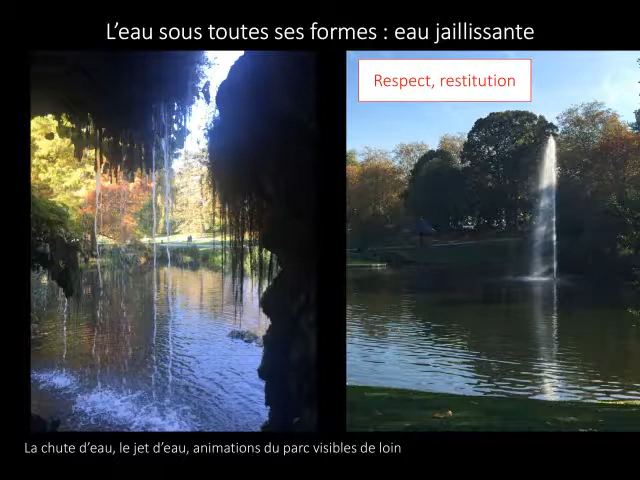 L’eau sous toutes ses formes : eau jaillissante
Respect, restitution
La chute d’eau, le jet d’eau, animations du parc visibles de loin